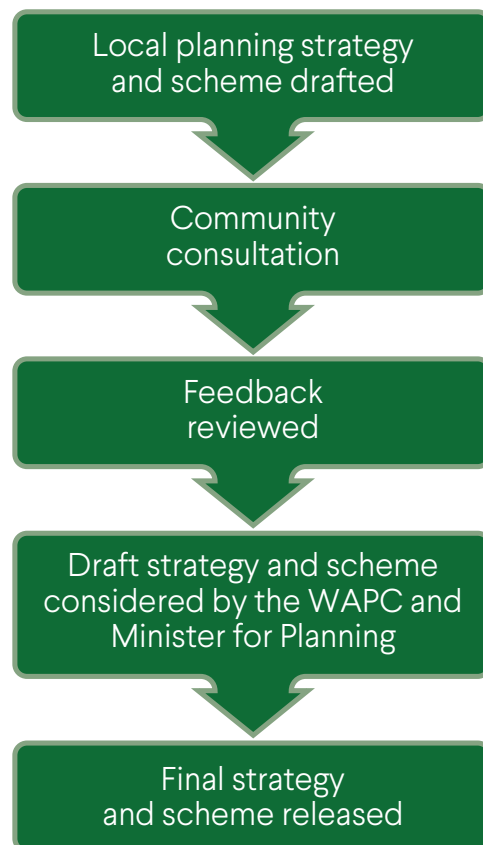 Local planning strategy
and scheme drafted
Community
consultation
Feedback
reviewed
Draft strategy and scheme
considered by the WAPC and
Minister for Planning
Final strategy
and scheme released